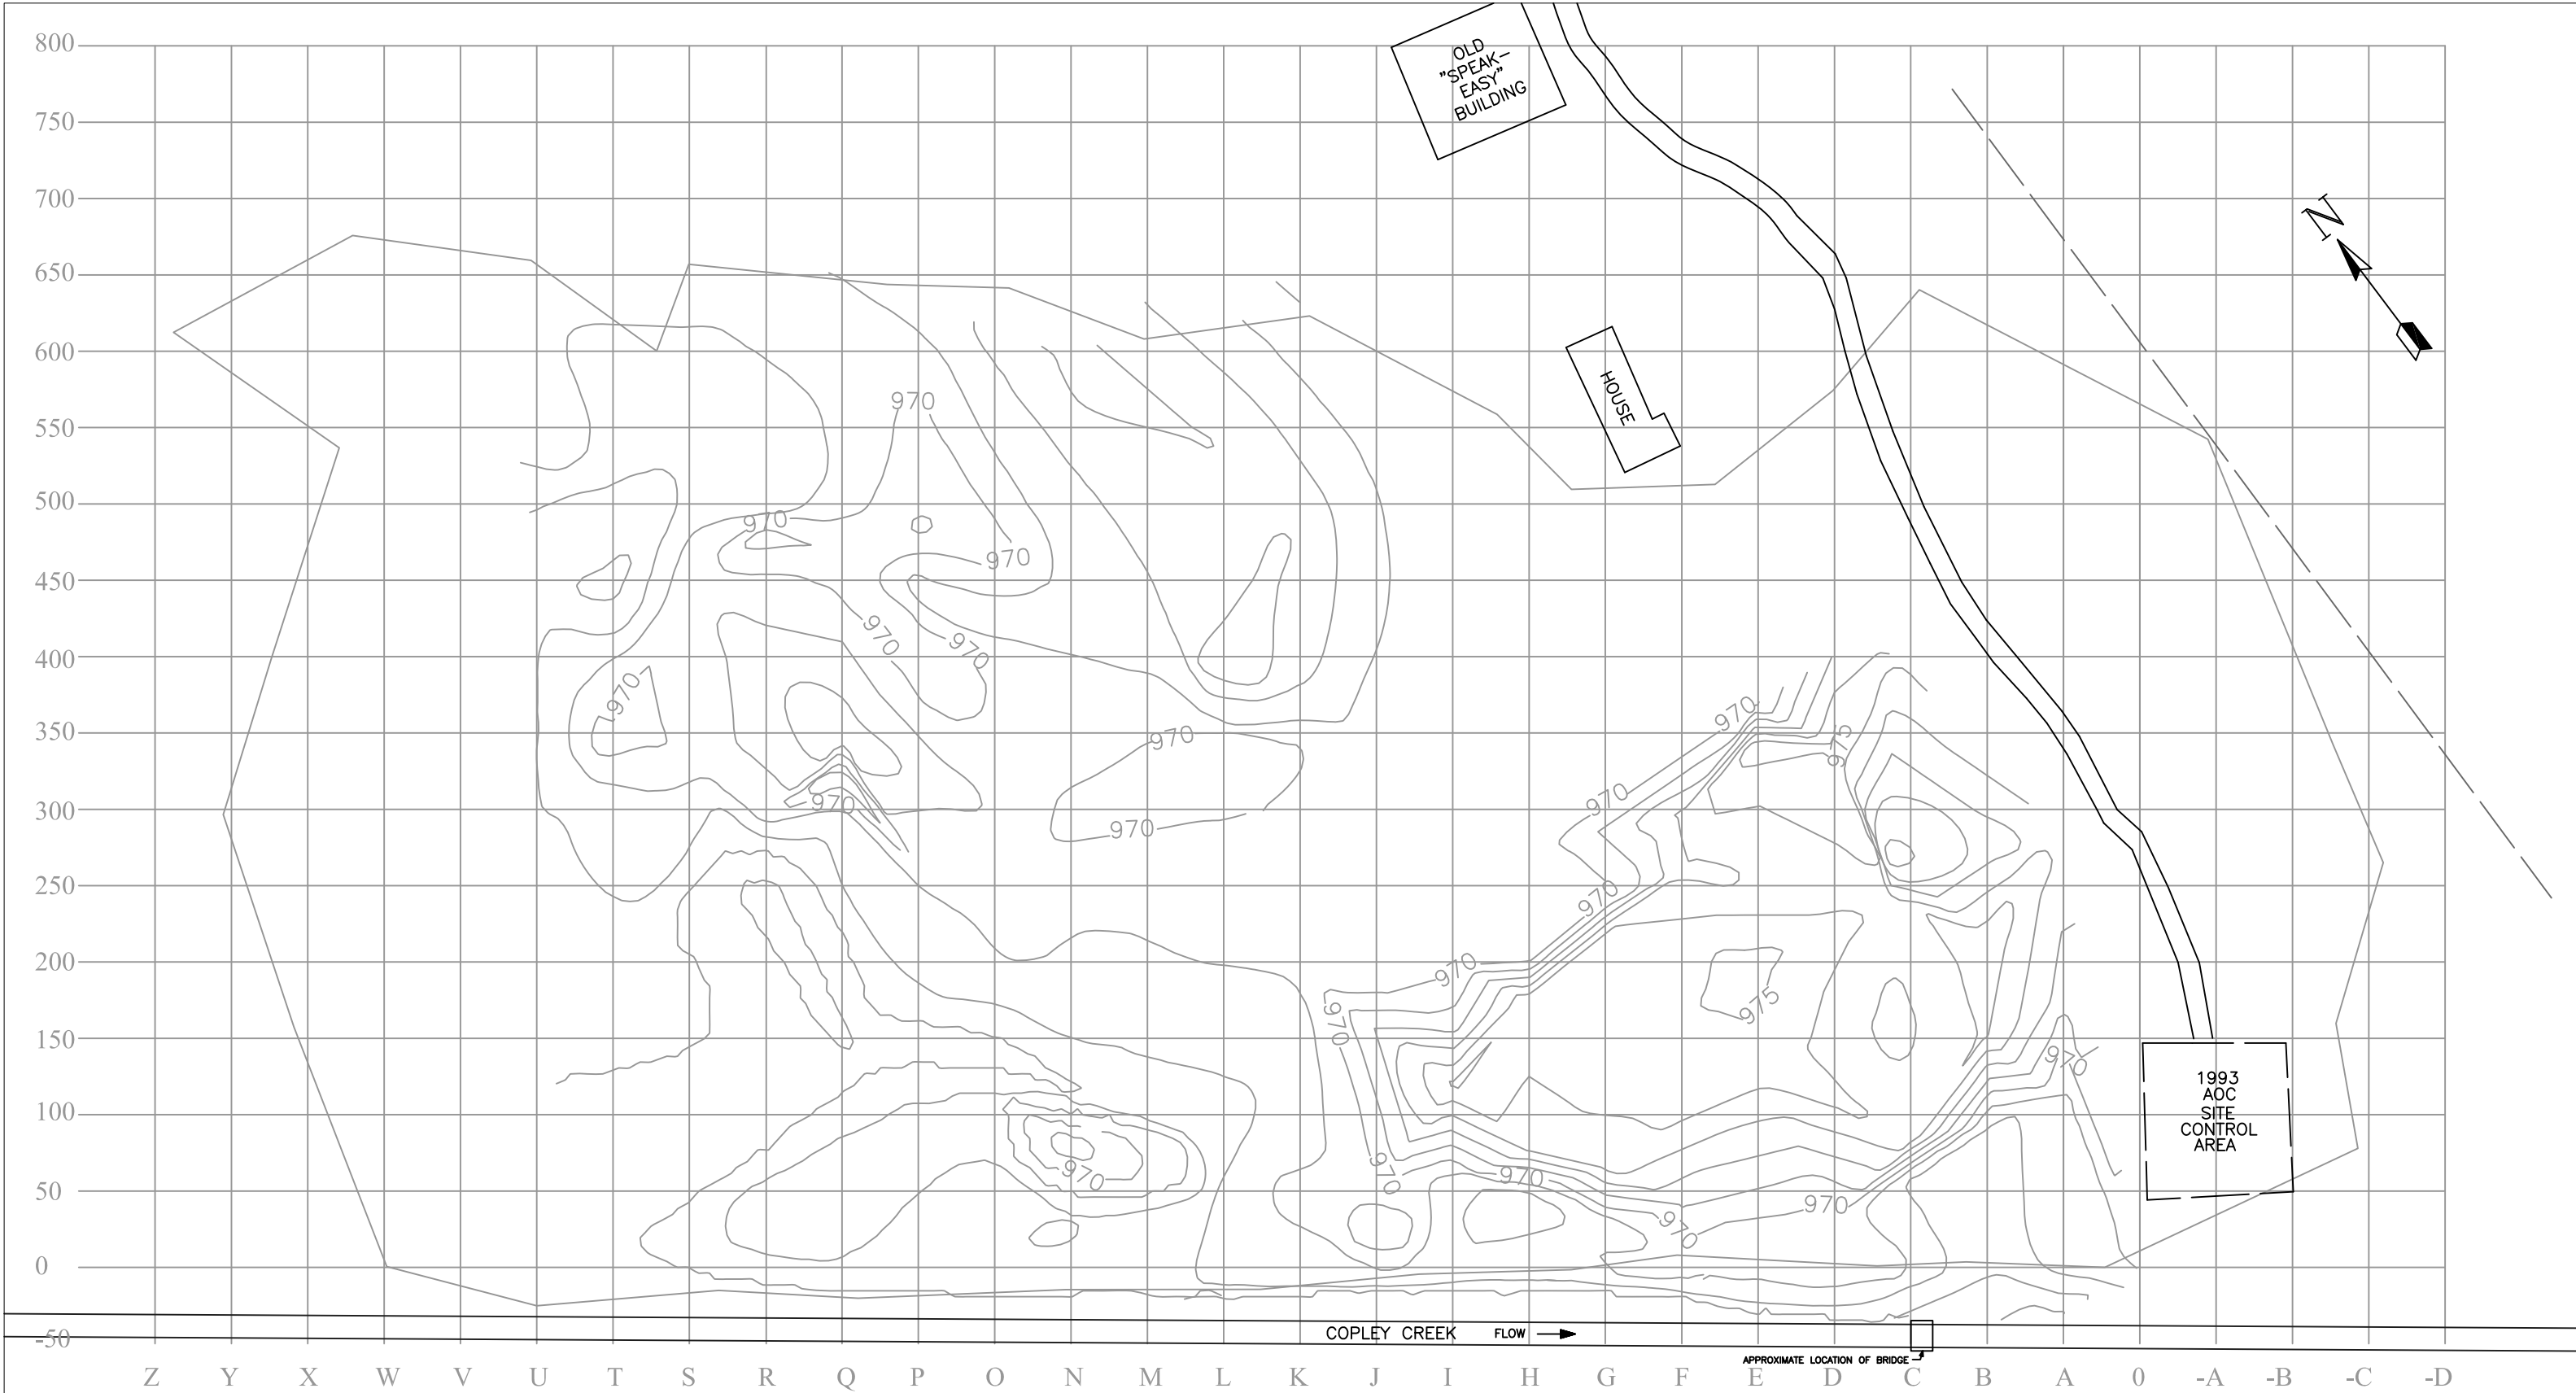 800
OLD
"SPEAK-
EASY"
BUILDING
750
700
N
650
600
970
HOUSE
550
500
970
970
450
970
970
400
970
970
970
975
350
970
970
300
970
970
250
970
200
975
970
150
970
1993
AOC
SITE
CONTROL
AREA
100
970
970
970
50
970
970
0
-50
COPLEY CREEK
FLOW
APPROXIMATE LOCATION OF BRIDGE
Z Y X W V U T S R Q P O N M L K J I H G F E D C B A 0 -A -B -C -D